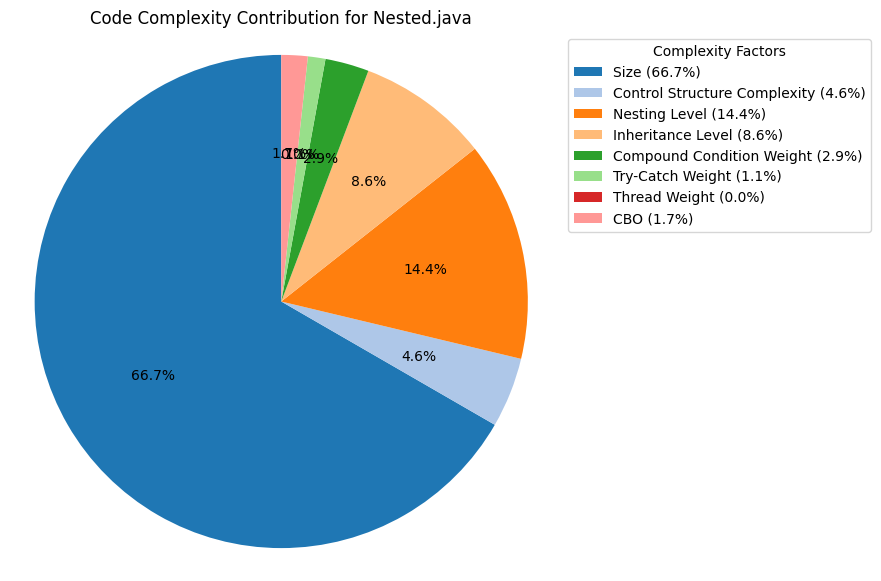 Code Complexity Contribution for Nested.java
Complexity Factors
Size (66.7%)
Control Structure Complexity (4.6%)
Nesting Level (14.4%)
Inheritance Level (8.6%)
Compound Condition Weight (2.9%)
Try-Catch Weight (1.1%)
Thread Weight (0.0%)
CBO (1.7%)
2.9%
8.6%
14.4%
4.6%
66.7%